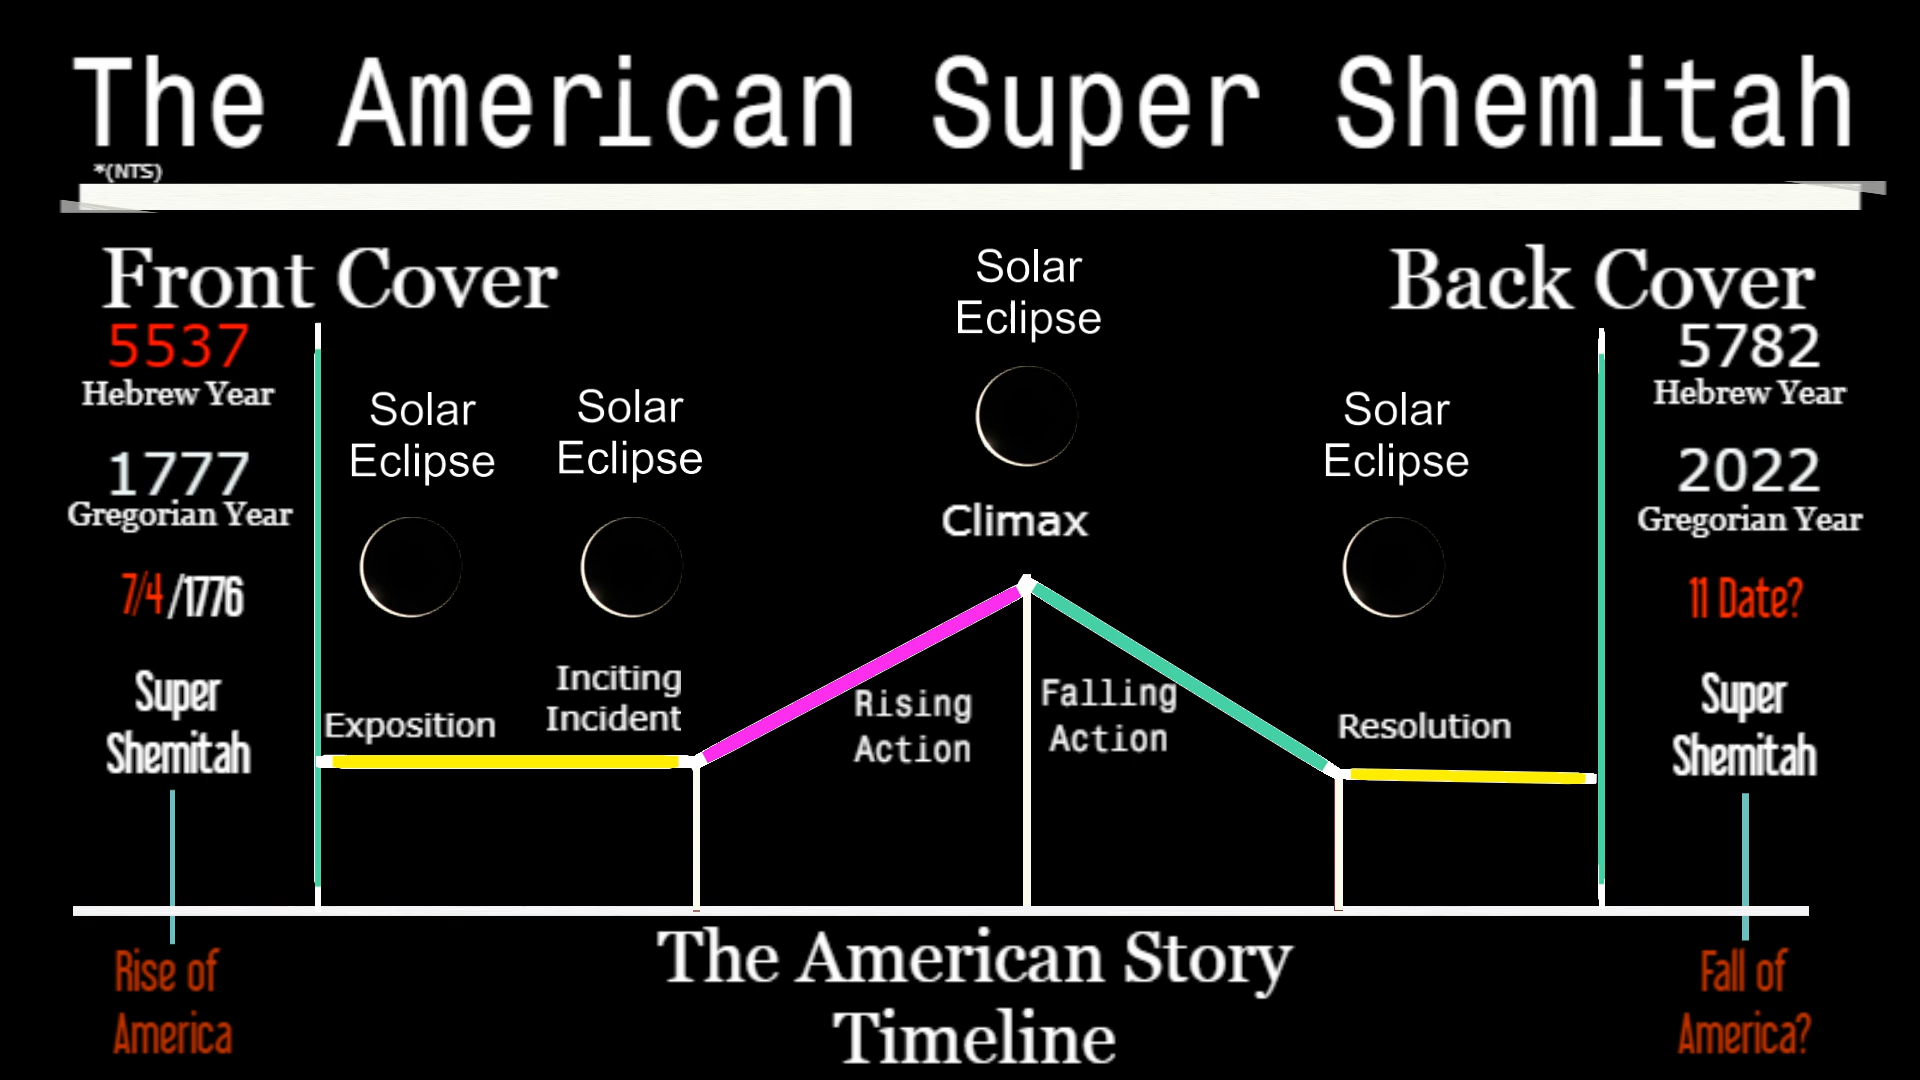 The American Super Shemitah
*(NTS)
Front Cover
5537
Hebrew Year
1777
Gregorian Year
7/4/1776
Super
Shemitah
Rise of
America
Solar
Eclipse
Exposition
Solar
Eclipse
Inciting
Incident
Solar
Eclipse
Climax
Rising
Action
Falling
Action
Solar
Eclipse
Resolution
Back Cover
5782
Hebrew Year
2022
Gregorian Year
11 Date?
Super
Shemitah
Fall of
America?
The American Story
Timeline